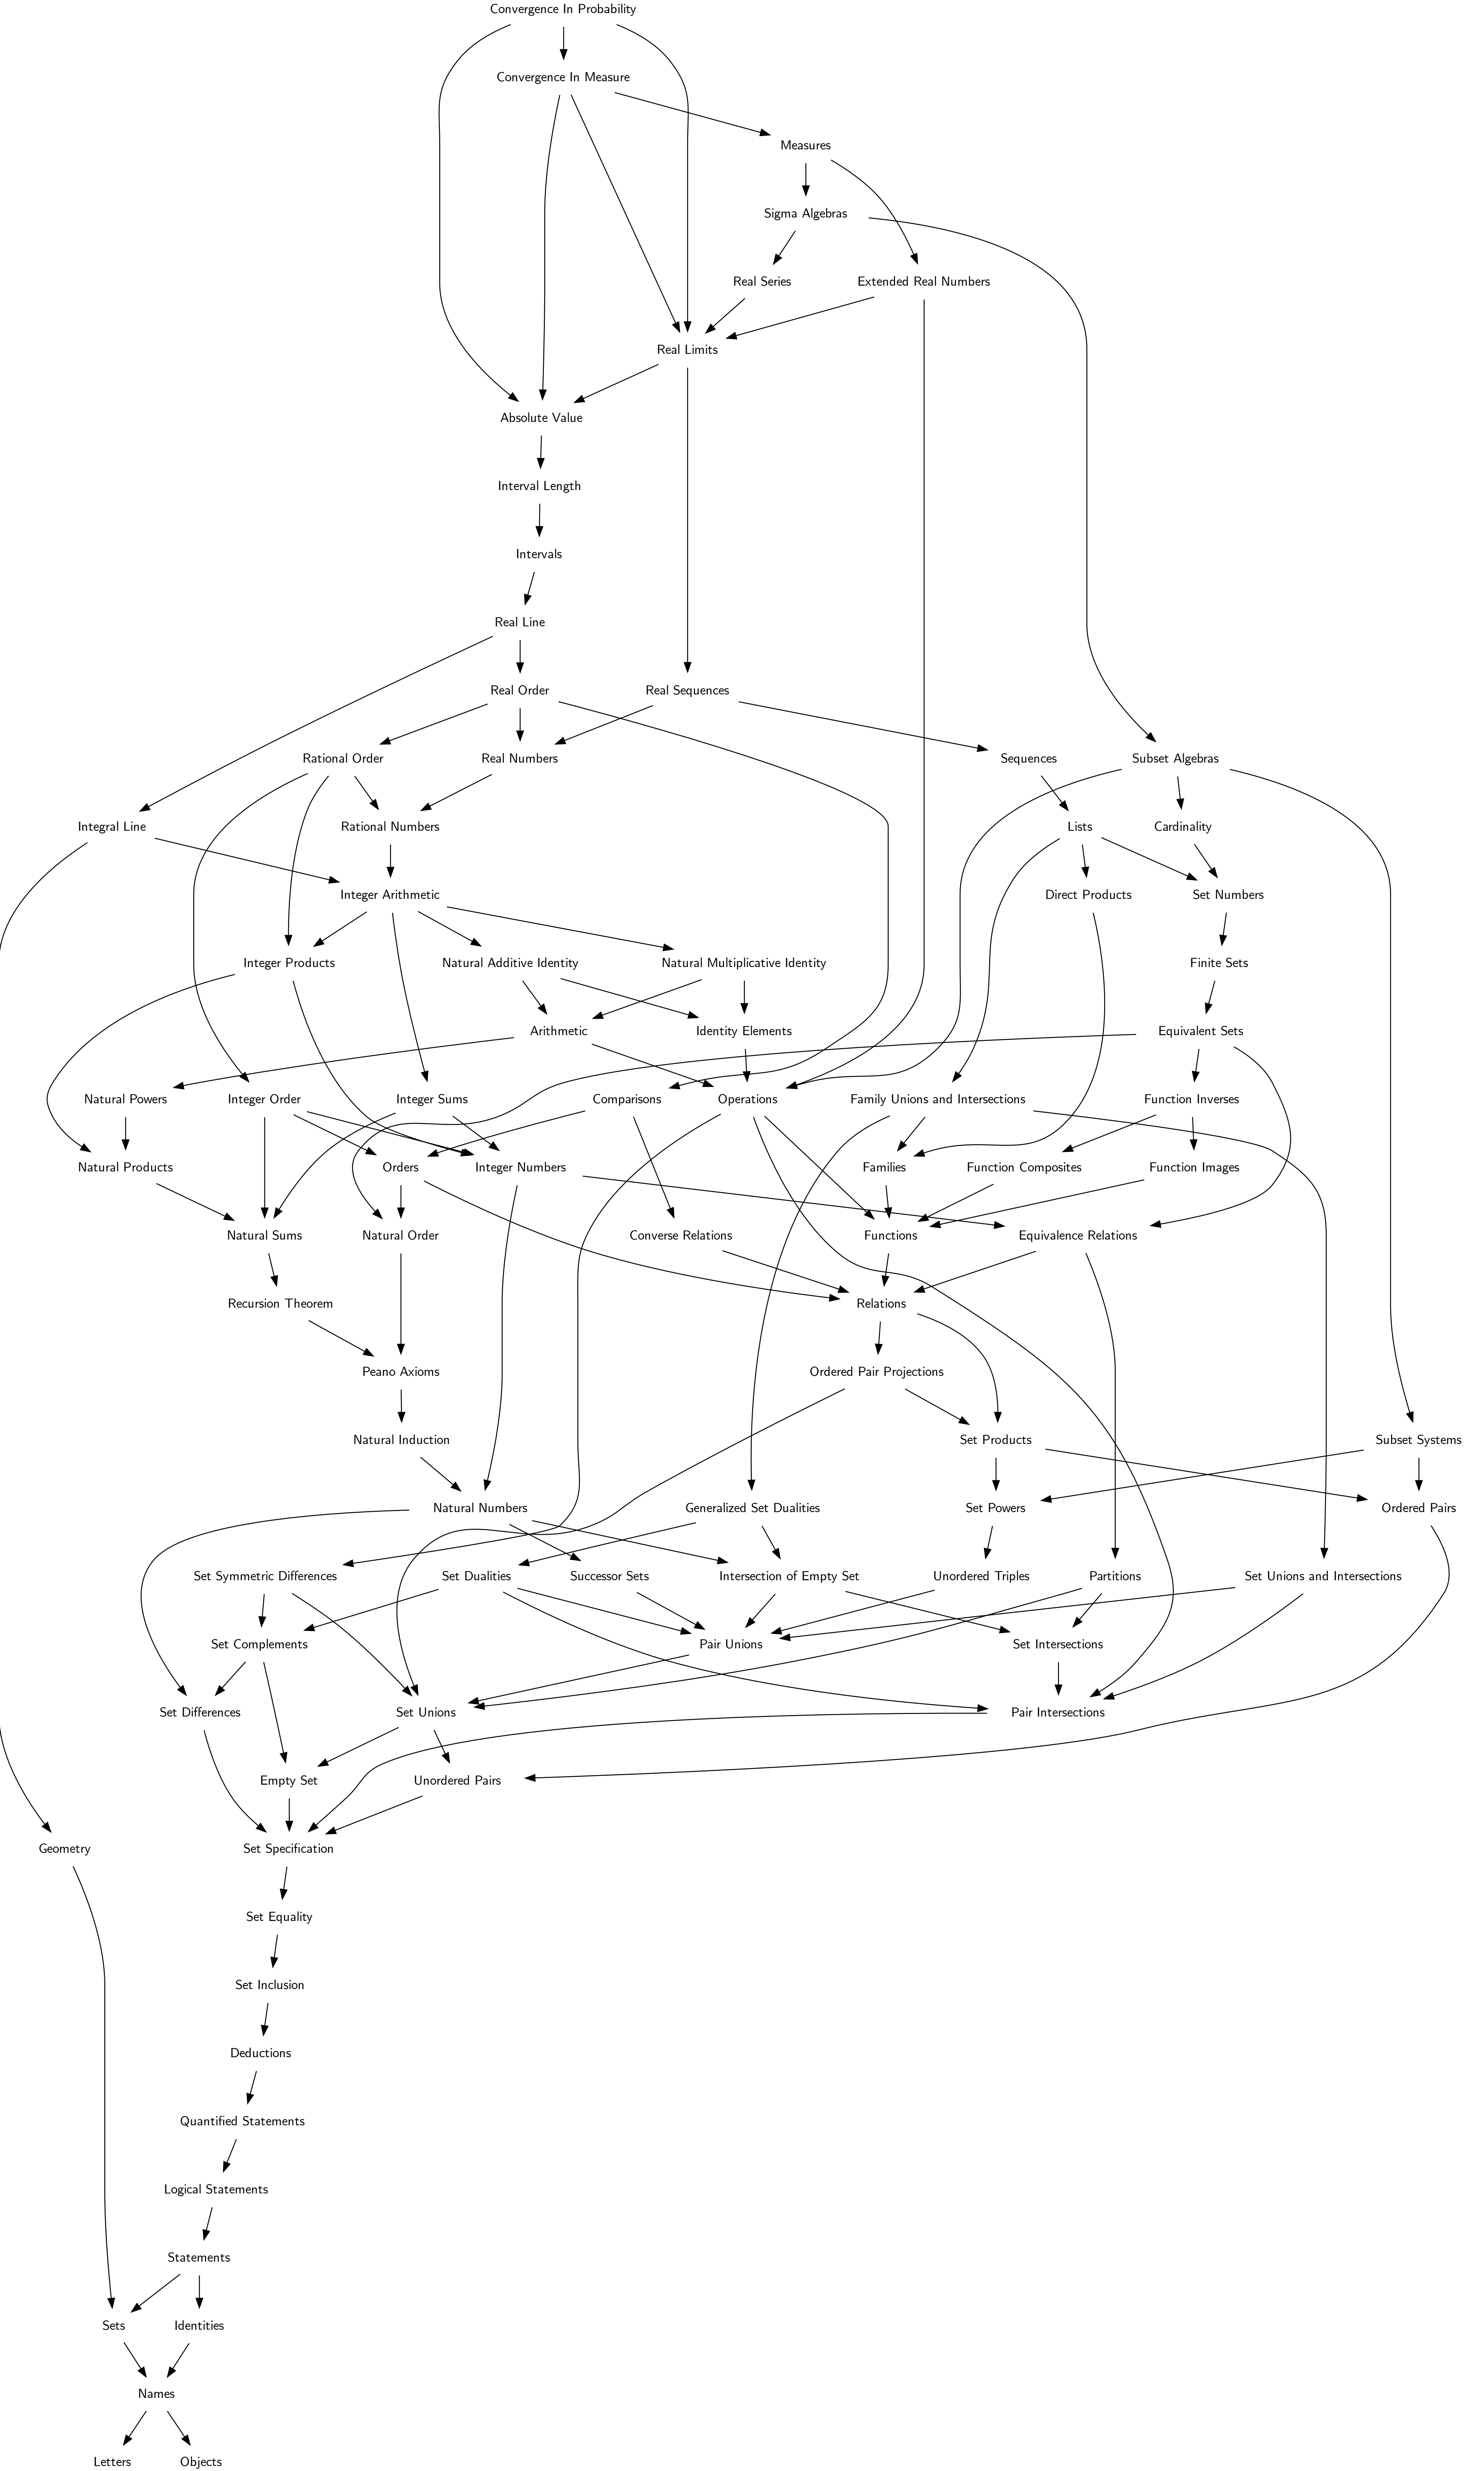 Convergence In Probability
Convergence In Measure
Measures
Sigma Algebras
Real Series
Extended Real Numbers
Real Limits
Absolute Value
Interval Length
Intervals
Real Line
Real Order
Real Sequences
Rational Order
Real Numbers
Sequences
Subset Algebras
Integral Line
Rational Numbers
Lists
Cardinality
Integer Arithmetic
Direct Products
Set Numbers
Integer Products
Natural Additive Identity
Natural Multiplicative Identity
Finite Sets
Arithmetic
Identity Elements
Equivalent Sets
Natural Powers
Integer Order
Integer Sums
Comparisons
Operations
Family Unions and Intersections
Function Inverses
Natural Products
Orders
Integer Numbers
Families
Function Composites
Function Images
Natural Sums
Natural Order
Converse Relations
Functions
Equivalence Relations
Recursion Theorem
Relations
Peano Axioms
Ordered Pair Projections
Natural Induction
Set Products
Subset Systems
Natural Numbers
Generalized Set Dualities
Set Powers
Ordered Pairs
Set Symmetric Differences
Set Dualities
Successor Sets
Intersection of Empty Set
Unordered Triples
Partitions
Set Unions and Intersections
Set Complements
Pair Unions
Set Intersections
Set Differences
Set Unions
Pair Intersections
Empty Set
Unordered Pairs
Geometry
Set Specification
Set Equality
Set Inclusion
Deductions
Quantified Statements
Logical Statements
Statements
Sets
Identities
Names
Letters
Objects